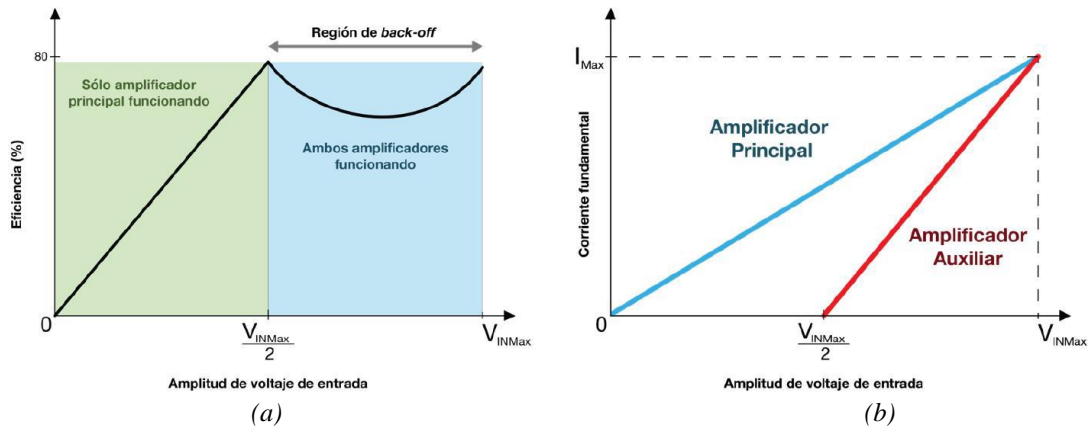 Región de back-off
80
Sólo amplificador
principal funcionando
Ambos amplificadores
funcionando
Eficiencia (%)
0
V_INMax
2
V_INMax
Amplitud de voltaje de entrada
(a)
I_Max
Amplificador
Principal
Amplificador
Auxiliar
Corriente fundamental
0
V_INMax
2
V_INMax
Amplitud de voltaje de entrada
(b)